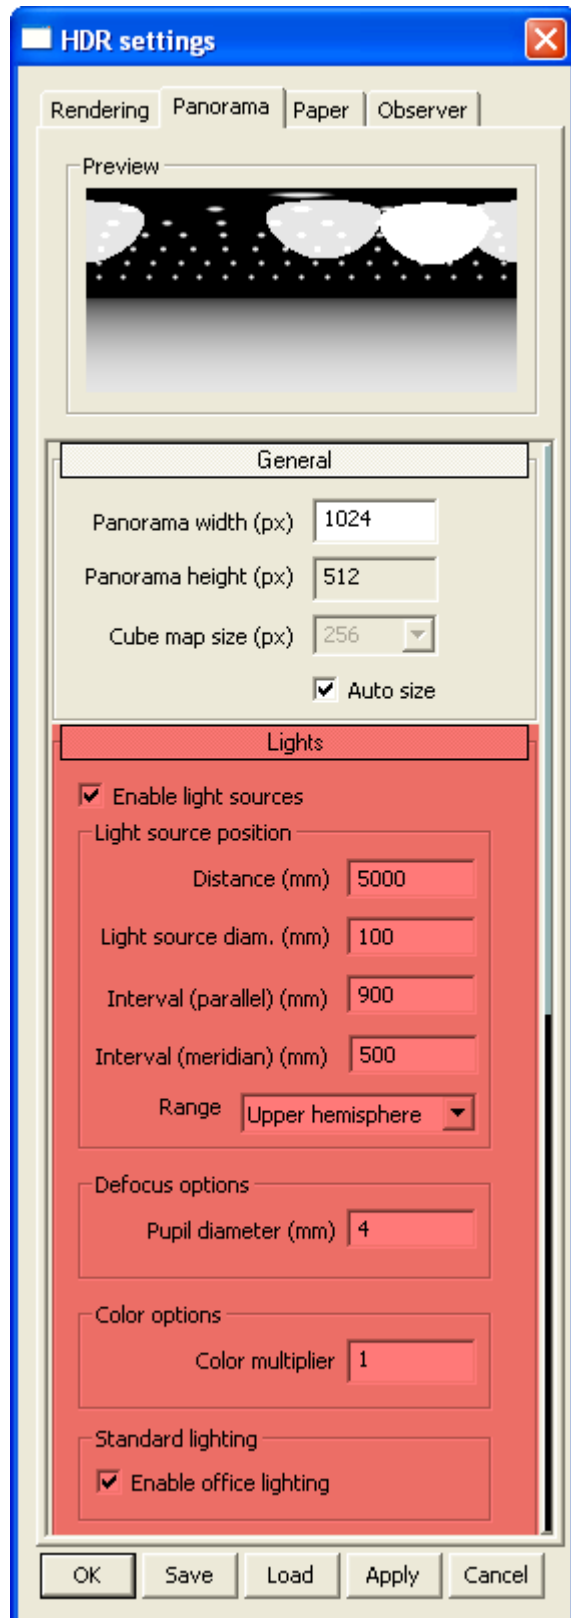 HDR settings
Rendering Panorama Paper Observer
Preview
General
Panorama width (px) 1024
Panorama height (px) 512
Cube map size (px) 256
Auto size
Lights
Enable light sources
Light source position
Distance (mm) 5000
Light source diam. (mm) 100
Interval (parallel) (mm) 900
Interval (meridian) (mm) 500
Range Upper hemisphere
Defocus options
Pupil diameter (mm) 4
Color options
Color multiplier 1
Standard lighting
Enable office lighting
OK Save Load Apply Cancel